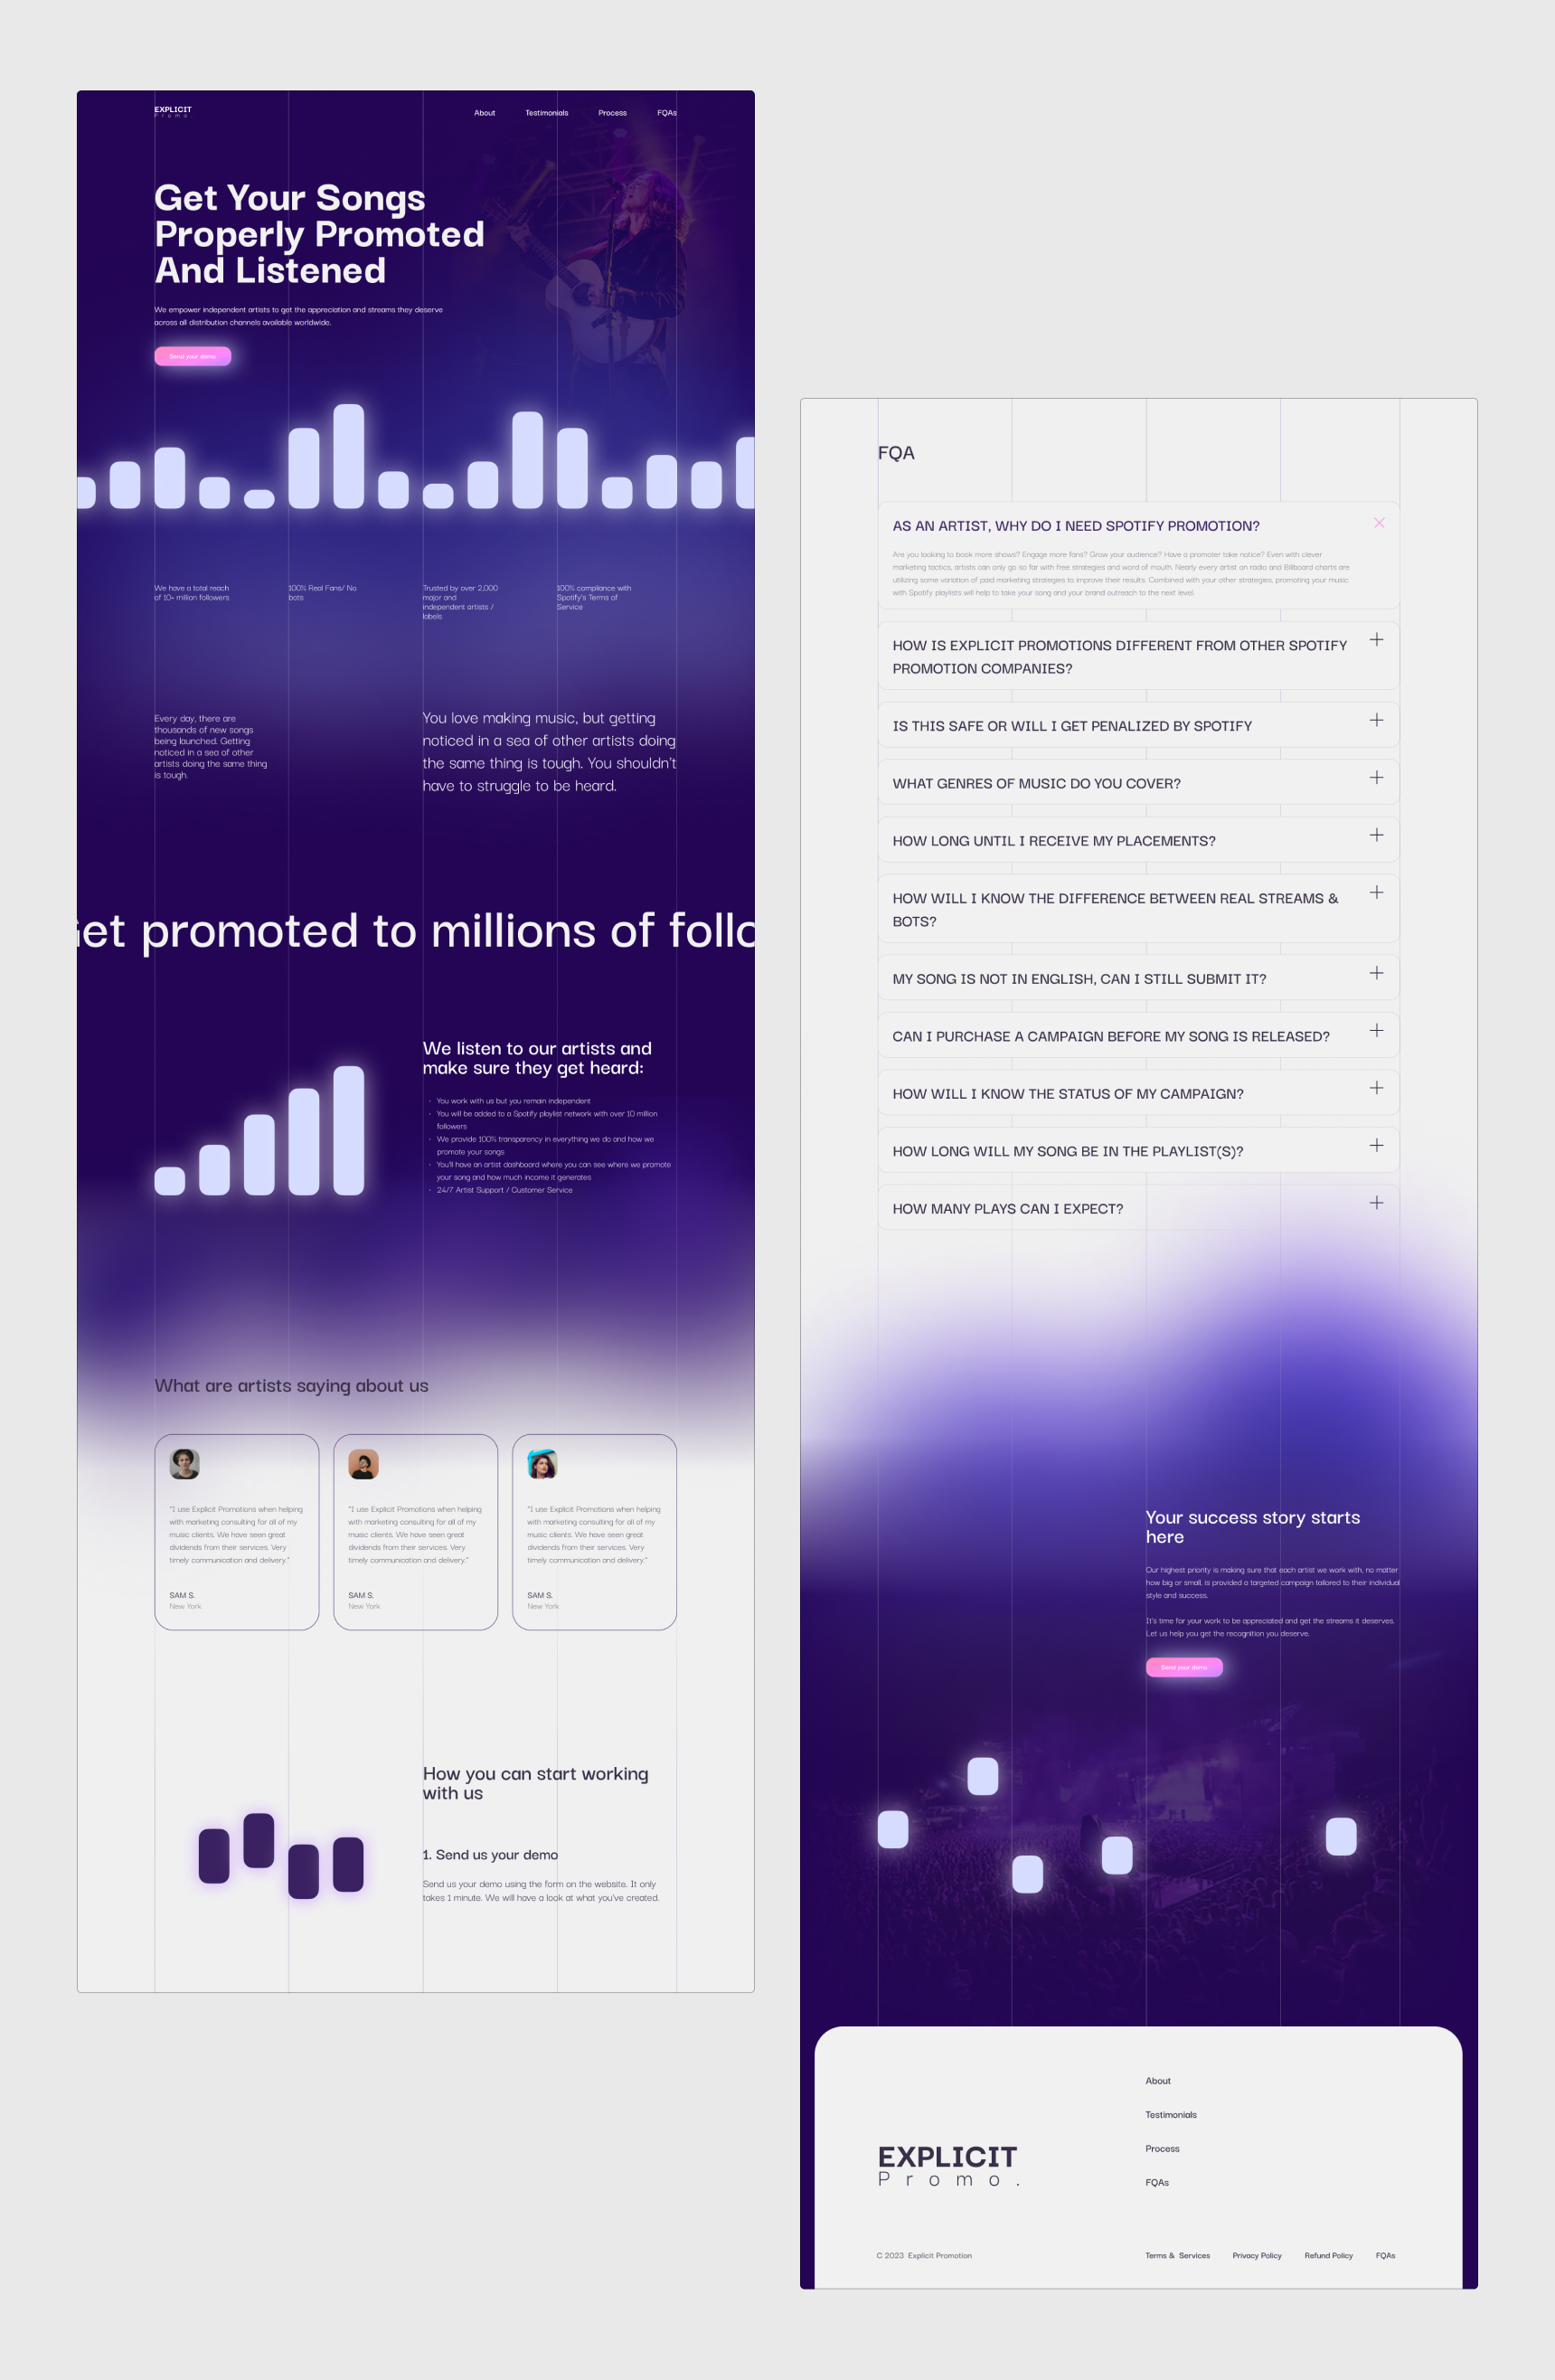 EXPLICIT
Promo.
About Testimonials Process FQAs
Get Your Songs
Properly Promoted
And Listened
We empower independent artists to get the appreciation and streams they deserve
across all distribution channels available worldwide.
Send your demo
We have a total reach
of 10+ million followers
100% Real Fans/ No
bots
Trusted by over 2,000
major and
independent artists /
labels
100% compliance with
Spotify's Terms of
Service
Every day, there are
thousands of new songs
being launched. Getting
noticed in a sea of other
artists doing the same thing
is tough.
You love making music, but getting
noticed in a sea of other artists doing
the same thing is tough. You shouldn't
have to struggle to be heard.
Get promoted to millions of follo
We listen to our artists and
make sure they get heard:
· You work with us but you remain independent
· You will be added to a Spotify playlist network with over 10 million
followers
· We provide 100% transparency in everything we do and how we
promote your songs
· You'll have an artist dashboard where you can see where we promote
your song and how much income it generates
· 24/7 Artist Support / Customer Service
What are artists saying about us
"I use Explicit Promotions when helping
with marketing consulting for all of my
music clients. We have seen great
dividends from their services. Very
timely communication and delivery."
SAM S.
New York
"I use Explicit Promotions when helping
with marketing consulting for all of my
music clients. We have seen great
dividends from their services. Very
timely communication and delivery."
SAM S.
New York
"I use Explicit Promotions when helping
with marketing consulting for all of my
music clients. We have seen great
dividends from their services. Very
timely communication and delivery."
SAM S.
New York
How you can start working
with us
1. Send us your demo
Send us your demo using the form on the website. It only
takes 1 minute. We will have a look at what you've created.
FQA
AS AN ARTIST, WHY DO I NEED SPOTIFY PROMOTION?
Are you looking to book more shows? Engage more fans? Grow your audience? Have a promoter take notice? Even with clever
marketing tactics, artists can only go so far with free strategies and word of mouth. Nearly every artist on radio and Billboard charts are
utilizing some variation of paid marketing strategies to improve their results. Combined with your other strategies, promoting your music
with Spotify playlists will help to take your song and your brand outreach to the next level.
HOW IS EXPLICIT PROMOTIONS DIFFERENT FROM OTHER SPOTIFY
PROMOTION COMPANIES?
IS THIS SAFE OR WILL I GET PENALIZED BY SPOTIFY
WHAT GENRES OF MUSIC DO YOU COVER?
HOW LONG UNTIL I RECEIVE MY PLACEMENTS?
HOW WILL I KNOW THE DIFFERENCE BETWEEN REAL STREAMS &
BOTS?
MY SONG IS NOT IN ENGLISH, CAN I STILL SUBMIT IT?
CAN I PURCHASE A CAMPAIGN BEFORE MY SONG IS RELEASED?
HOW WILL I KNOW THE STATUS OF MY CAMPAIGN?
HOW LONG WILL MY SONG BE IN THE PLAYLIST(S)?
HOW MANY PLAYS CAN I EXPECT?
Your success story starts
here
Our highest priority is making sure that each artist we work with, no matter
how big or small, is provided a targeted campaign tailored to their individual
style and success.
It's time for your work to be appreciated and get the streams it deserves.
Let us help you get the recognition you deserve.
Send your demo
About
Testimonials
Process
FQAs
EXPLICIT
Promo.
C 2023 Explicit Promotion
Terms & Services Privacy Policy Refund Policy FQAs